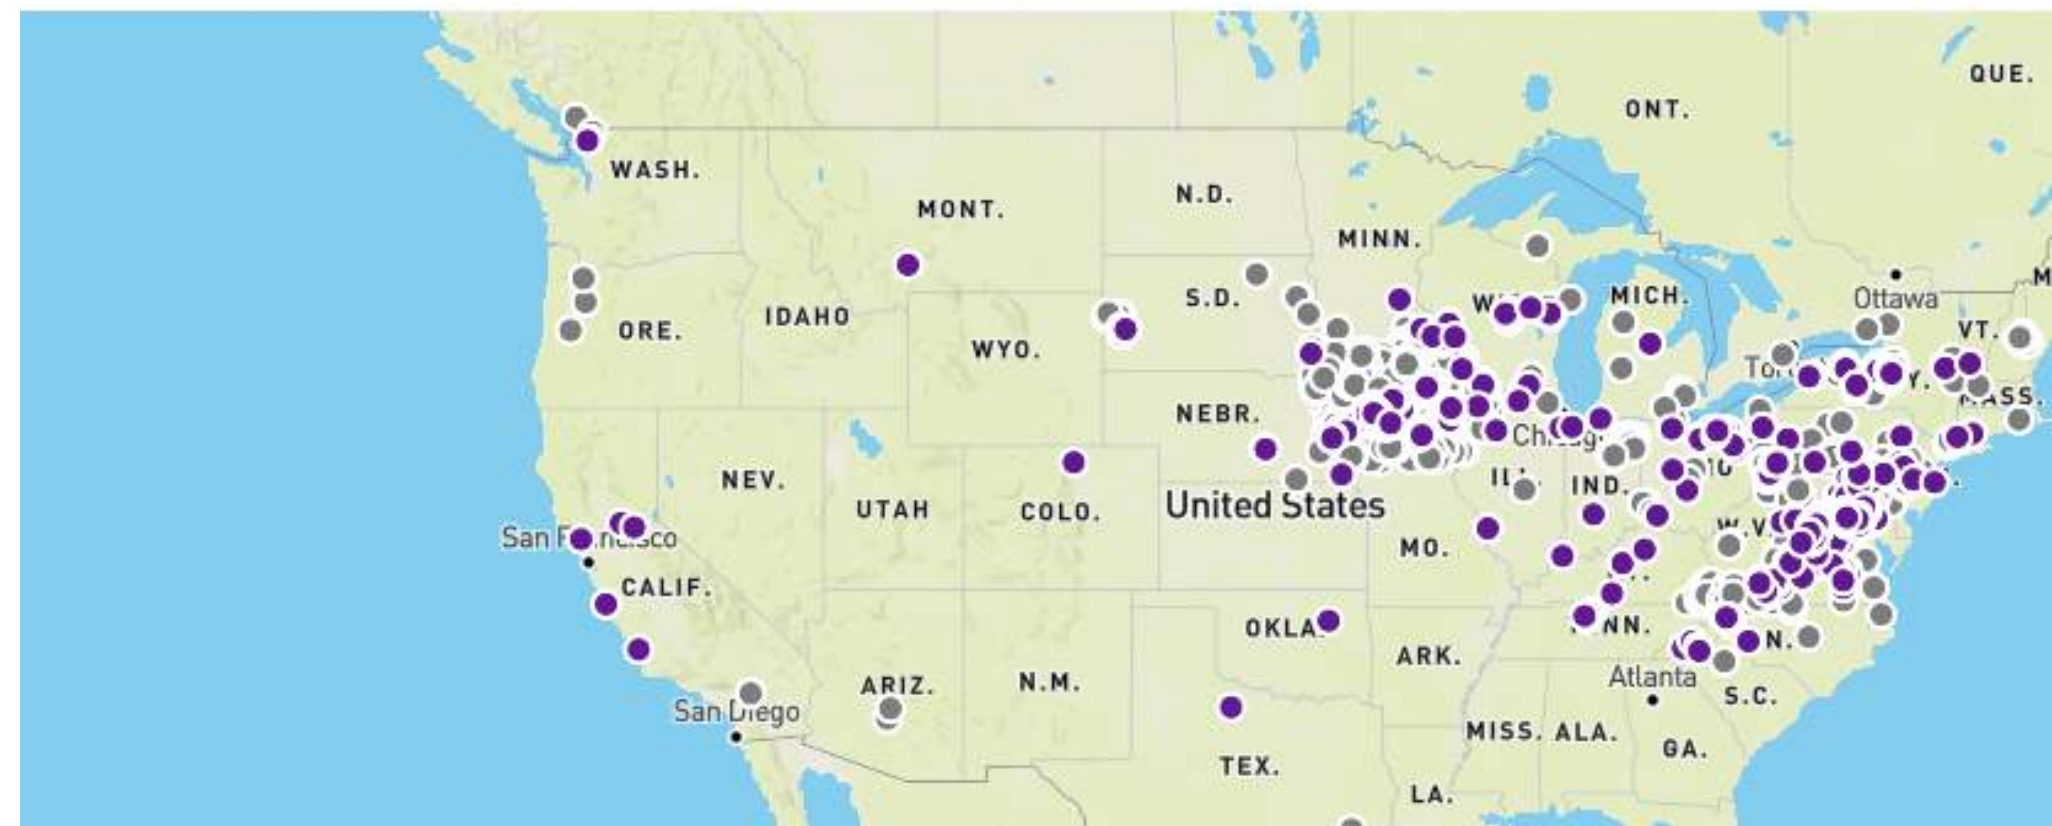 QUE.
ONT.
WASH.
N.D.
MONT.
MINN.
M
S.D.
MICH.
Ottawa
IDAHO
ORE.
VT.
WYO.
Y.
MASS.
NEBR.
NEV.
IND.
United States
UTAH
COLO.
MO.
CALIF.
OKLA.
ARK.
N.
Atlanta
ARIZ.
N.M.
S.C.
San Diego
MISS.
ALA.
GA.
TEX.
LA.